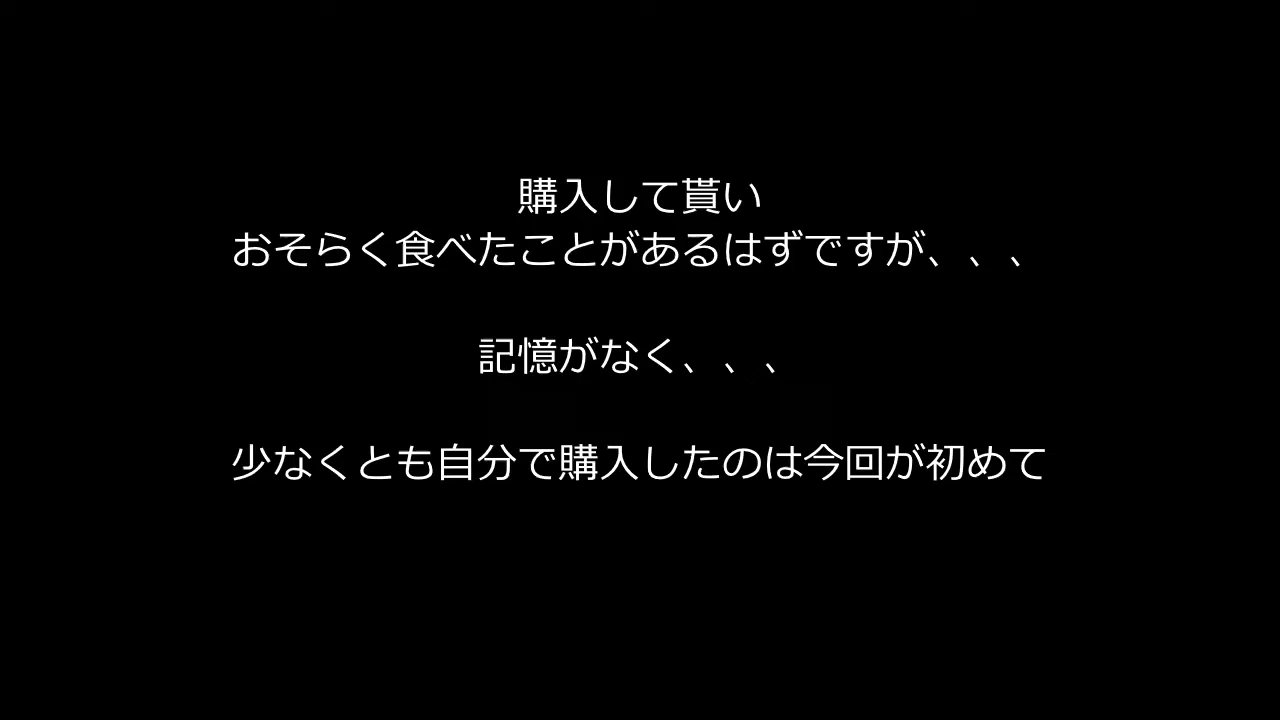 購入して貰い
おそらく食べたことがあるはずですが、、、
記憶がなく、、、
少なくとも自分で購入したのは今回が初めて